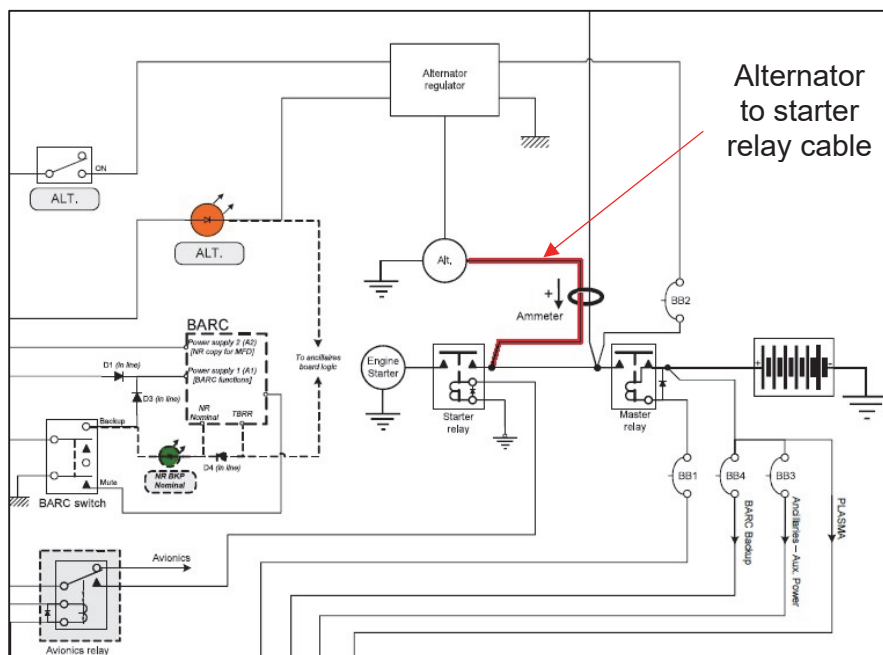 Alternator
regulator
Alternator
to starter
relay cable
ON
ALT.
ALT.
Alt.
+
Ammeter
BB2
BARC
Power supply 2 (A2)
[NR copy for MFD]
D1 (in line)
Power supply 1 (A1)
[BARC functions]
D3 (in line)
NR
Nominal
TBRR
To ancillaires
board logic
Engine
Starter
Starter
relay
Master
relay
+
-
Backup
D4 (in line)
NR BKP
Nominal
Mute
BARC switch
BB1
BB4
BB3
BARC Backup
Ancillaries – Aux. Power
PLASMA
Avionics
Avionics relay